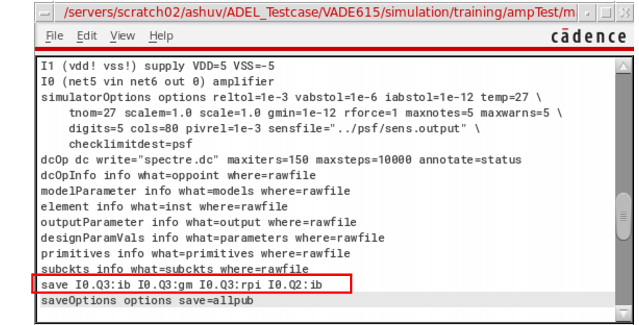 /servers/scratch02/ashuv/ADEL_Testcase/VADE615/simulation/training/ampTest/m
File Edit View Help
cādence
I1 (vdd! vss!) supply VDD=5 VSS=-5
I0 (net5 vin net6 out 0) amplifier
simulatorOptions options reltol=1e-3 vabstol=1e-6 iabstol=1e-12 temp=27 \
tnom=27 scalem=1.0 scale=1.0 gmin=1e-12 rforce=1 maxnotes=5 maxwarns=5 \
digits=5 cols=80 pivrel=1e-3 sensfile="../psf/sens.output" \
checklimitdest=psf
dcOp dc write="spectre.dc" maxiters=150 maxsteps=10000 annotate=status
dcOpInfo info what=oppoint where=rawfile
modelParameter info what=models where=rawfile
element info what=inst where=rawfile
outputParameter info what=output where=rawfile
designParamVals info what=parameters where=rawfile
primitives info what=primitives where=rawfile
subckts info what=subckts where=rawfile
save I0.Q3:ib I0.Q3:gm I0.Q3:rpi I0.Q2:ib
saveOptions options save=allpub